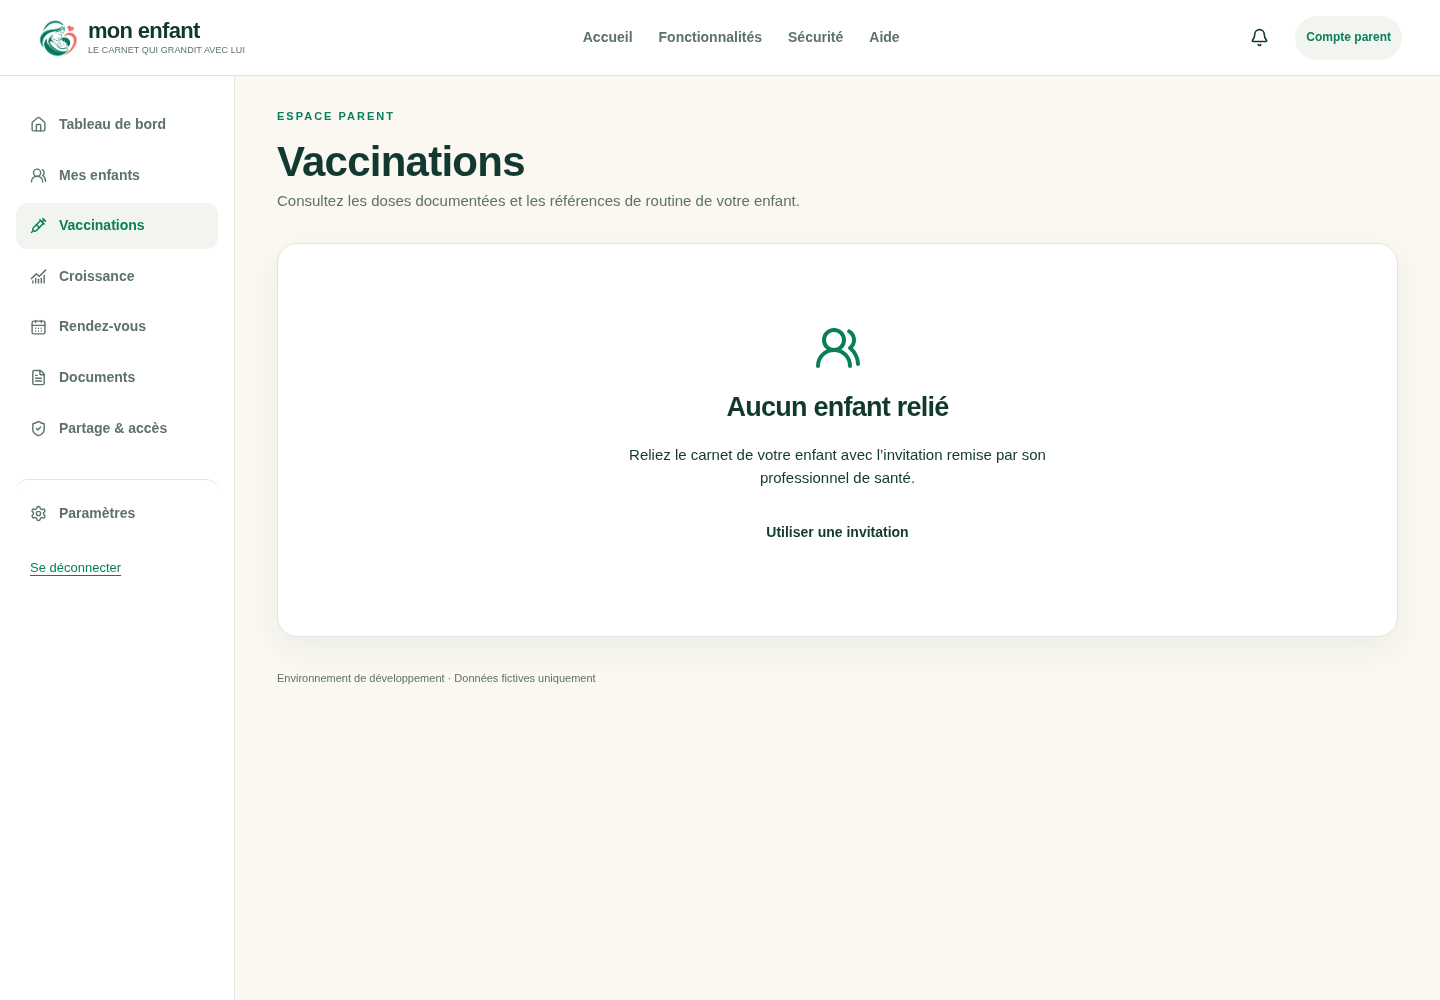 mon enfant
LE CARNET QUI GRANDIT AVEC LUI
Accueil
Fonctionnalités
Sécurité
Aide
Compte parent
Tableau de bord
Mes enfants
Vaccinations
Croissance
Rendez-vous
Documents
Partage & accès
Paramètres
Se déconnecter
ESPACE PARENT
Vaccinations
Consultez les doses documentées et les références de routine de votre enfant.
Aucun enfant relié
Reliez le carnet de votre enfant avec l’invitation remise par son
professionnel de santé.
Utiliser une invitation
Environnement de développement · Données fictives uniquement